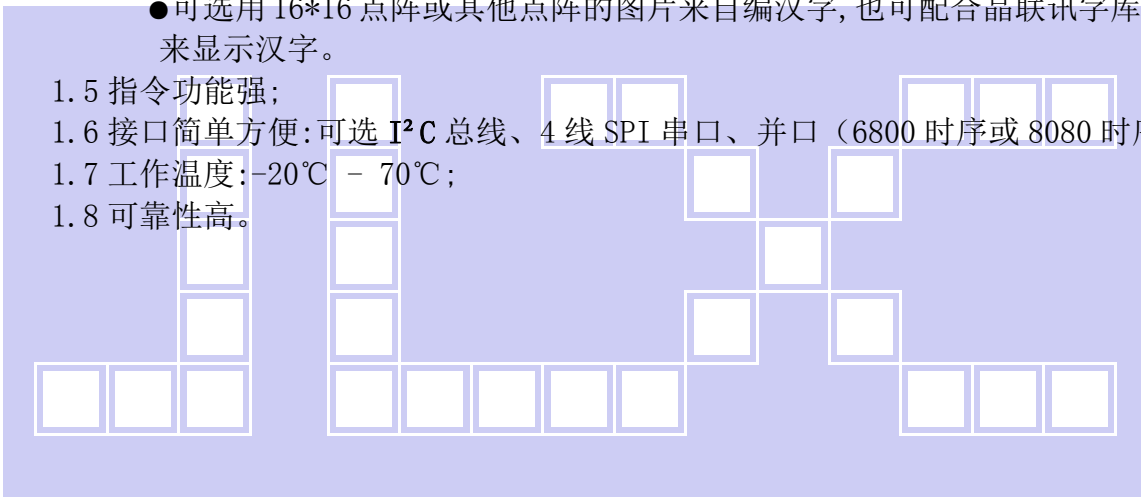 ●可选用 16*16 点阵或其他点阵的图片来自编汉字,也可配合晶联讯字库
来显示汉字。
1.5 指令功能强;
1.6 接口简单方便:可选 I²C 总线、4 线 SPI 串口、并口（6800 时序或 8080 时序
1.7 工作温度:-20℃ - 70℃;
1.8 可靠性高。
JLX